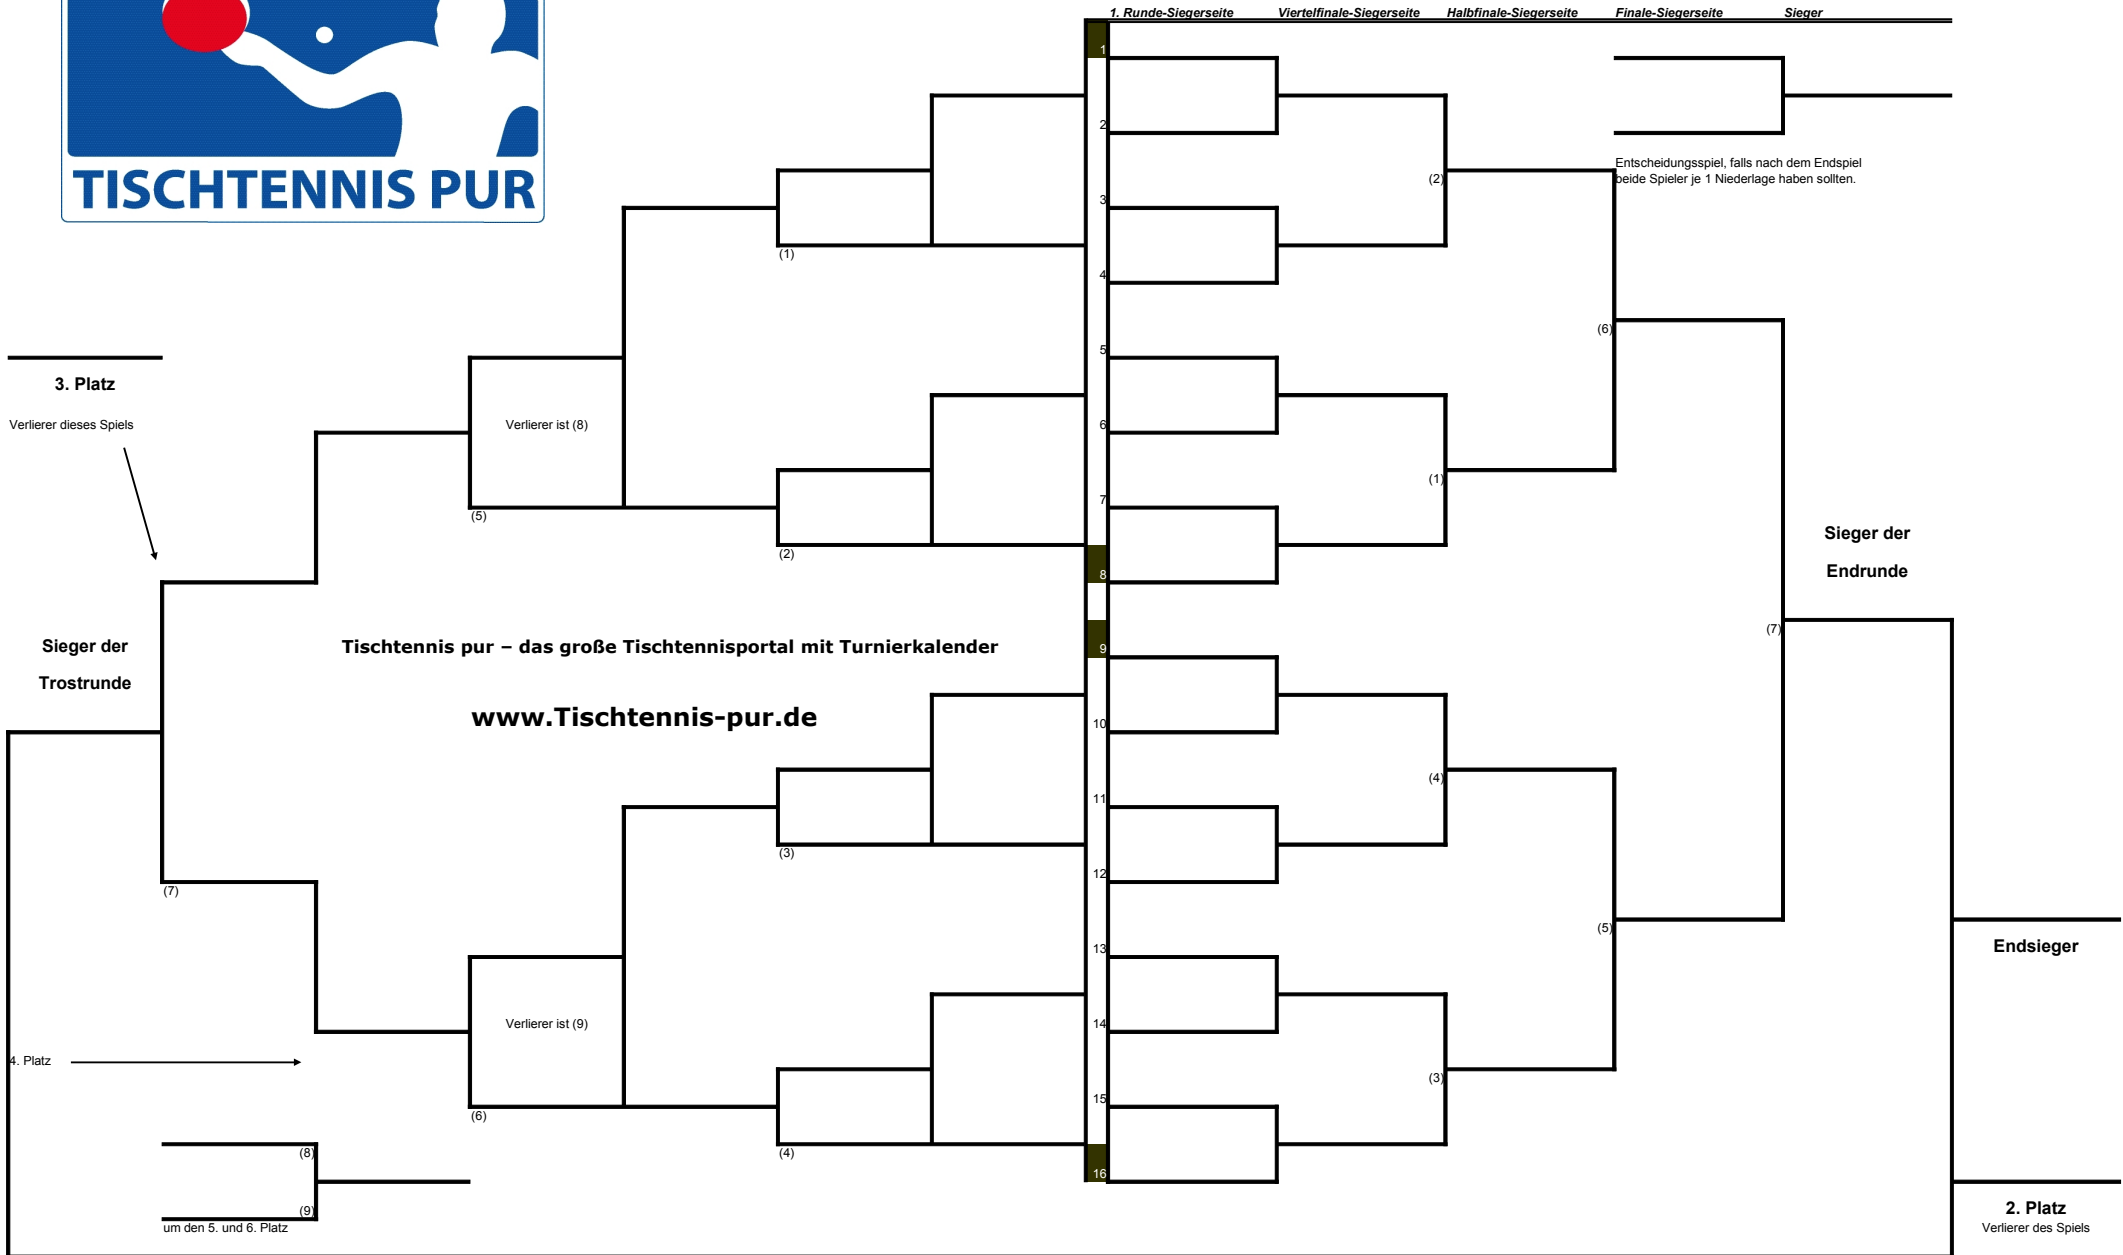 1. Runde-Siegerseite Viertelfinale-Siegerseite Halbfinale-Siegerseite Finale-Siegerseite Sieger
TISCHTENNIS PUR
1
2
Entscheidungsspiel, falls nach dem Endspiel
beide Spieler je 1 Niederlage haben sollten.
(2)
3
(1)
4
(6)
5
3. Platz
Verlierer dieses Spiels
Verlierer ist (8)
6
(1)
7
(5)
Sieger der
Endrunde
(2)
8
(7)
Sieger der
Trostrunde
Tischtennis pur – das große Tischtennisportal mit Turnierkalender
www.Tischtennis-pur.de
9
10
(4)
11
(3)
12
(7)
(5)
13
Endsieger
Verlierer ist (9)
14
4. Platz
(3)
15
(6)
(8)
(4)
16
(9)
um den 5. und 6. Platz
2. Platz
Verlierer des Spiels